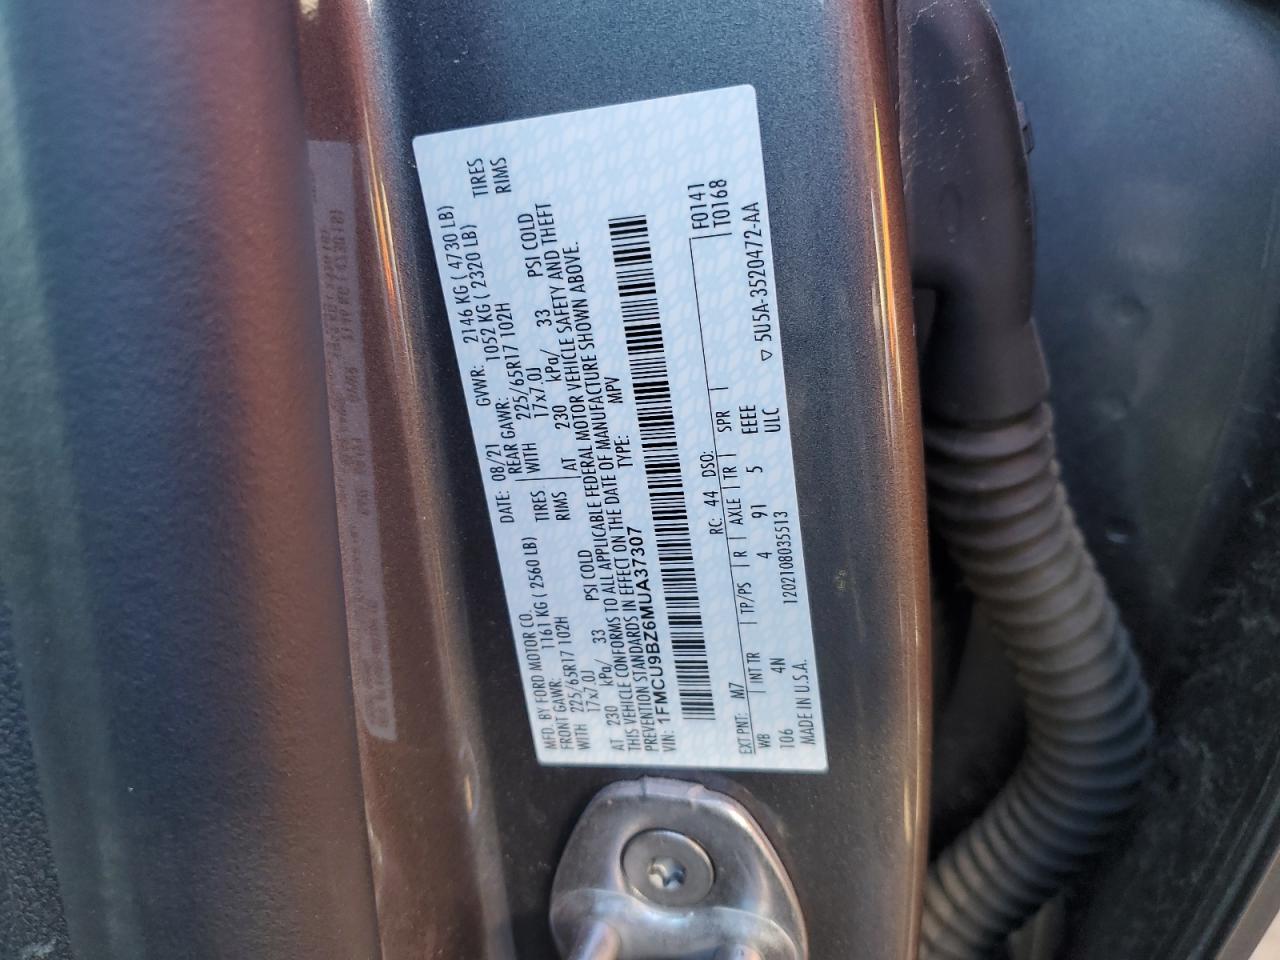 MFD. BY FORD MOTOR CO. DATE: 08/21 GVWR: 2146 KG ( 4730 LB)
FRONT GAWR: 1161 KG ( 2560 LB) REAR GAWR: 1052 KG ( 2320 LB)
WITH 225/65R17 102H TIRES WITH 225/65R17 102H TIRES
17x7.0J RIMS 17x7.0J RIMS
AT 230 kPa/ 33 PSI COLD AT 230 kPa/ 33 PSI COLD
THIS VEHICLE CONFORMS TO ALL APPLICABLE FEDERAL MOTOR VEHICLE SAFETY AND THEFT
PREVENTION STANDARDS IN EFFECT ON THE DATE OF MANUFACTURE SHOWN ABOVE.
VIN: 1FMCU9BZ6MUA37307 TYPE: MPV
F0141
EXT PNT: M7 RC: 44 DSO: T0168
WB INT TR TP/PS R AXLE TR SPR
106 4N 4 91 5 EEEE
MADE IN U.S.A. 1202108035513 ULC ▽ 5U5A-3520472-AA